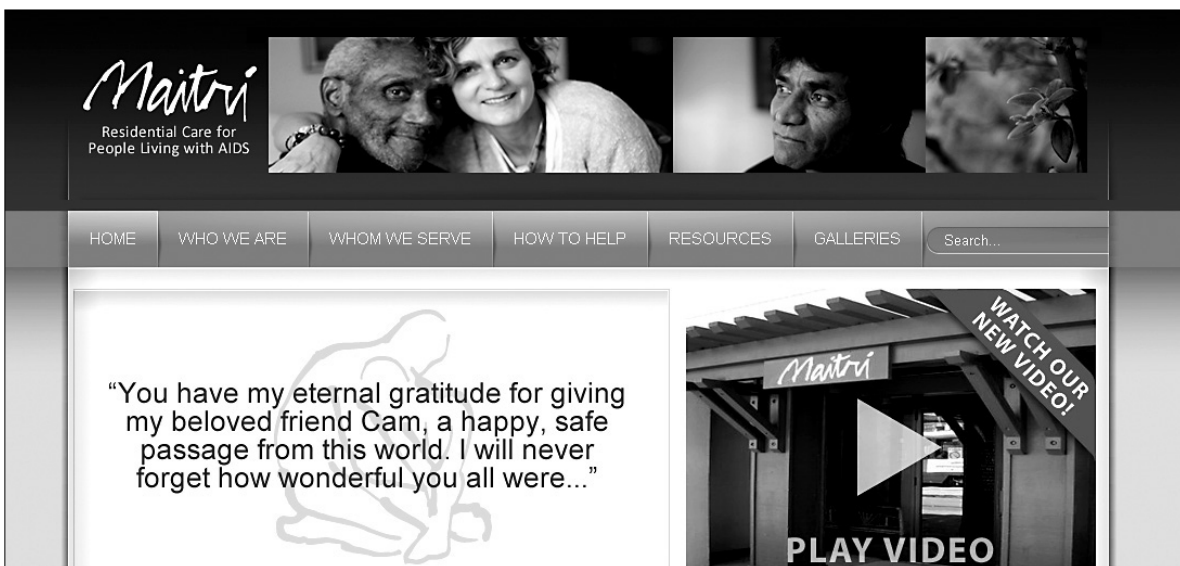 Maitri
Residential Care for
People Living with AIDS
HOME WHO WE ARE WHOM WE SERVE HOW TO HELP RESOURCES GALLERIES Search...
“You have my eternal gratitude for giving
my beloved friend Cam, a happy, safe
passage from this world. I will never
forget how wonderful you all were...”
WATCH OUR
NEW VIDEO!
Maitri
PLAY VIDEO